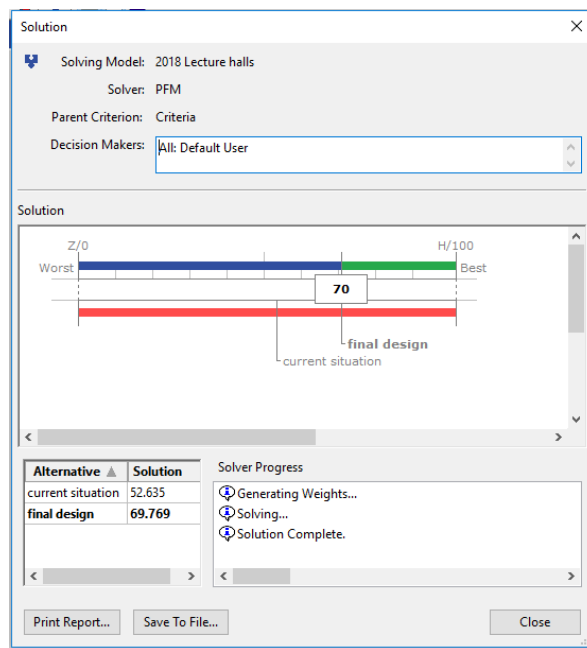 Solution
Solving Model: 2018 Lecture halls
Solver: PFM
Parent Criterion: Criteria
Decision Makers: All: Default User
Solution
Z/0 H/100
Worst Best
70
final design
current situation
Alternative Solution
current situation 52.635
final design 69.769
Solver Progress
Generating Weights...
Solving...
Solution Complete.
Print Report... Save To File... Close